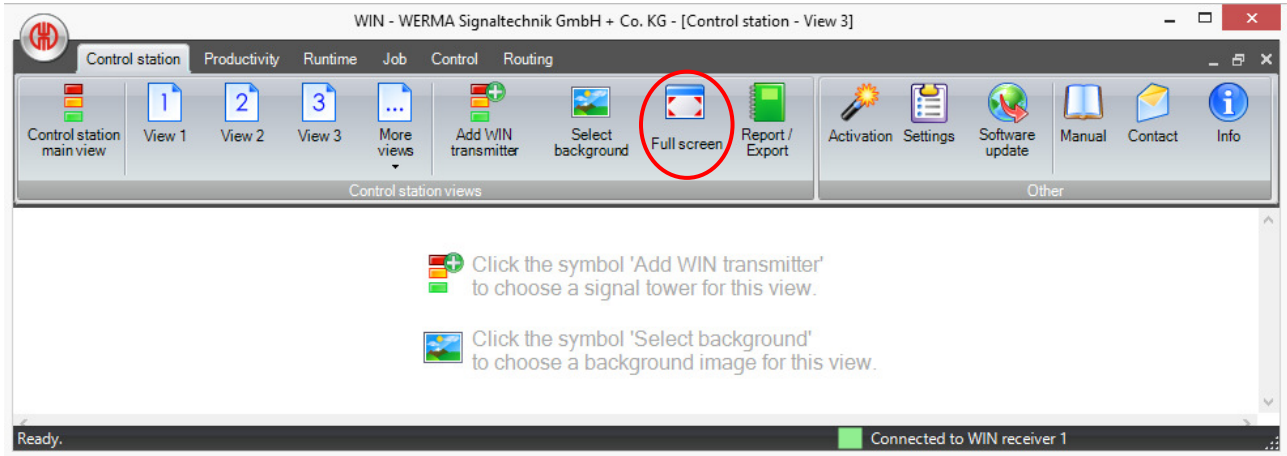 WIN - WERMA Signaltechnik GmbH + Co. KG - [Control station - View 3]
Control station Productivity Runtime Job Control Routing
Control station
main view
1
View 1
2
View 2
3
View 3
...
More
views
Add WIN
transmitter
Select
background
Full screen
Report /
Export
Activation
Settings
Software
update
Manual
Contact
Info
Control station views
Other
Click the symbol 'Add WIN transmitter'
to choose a signal tower for this view.
Click the symbol 'Select background'
to choose a background image for this view.
Ready.
Connected to WIN receiver 1